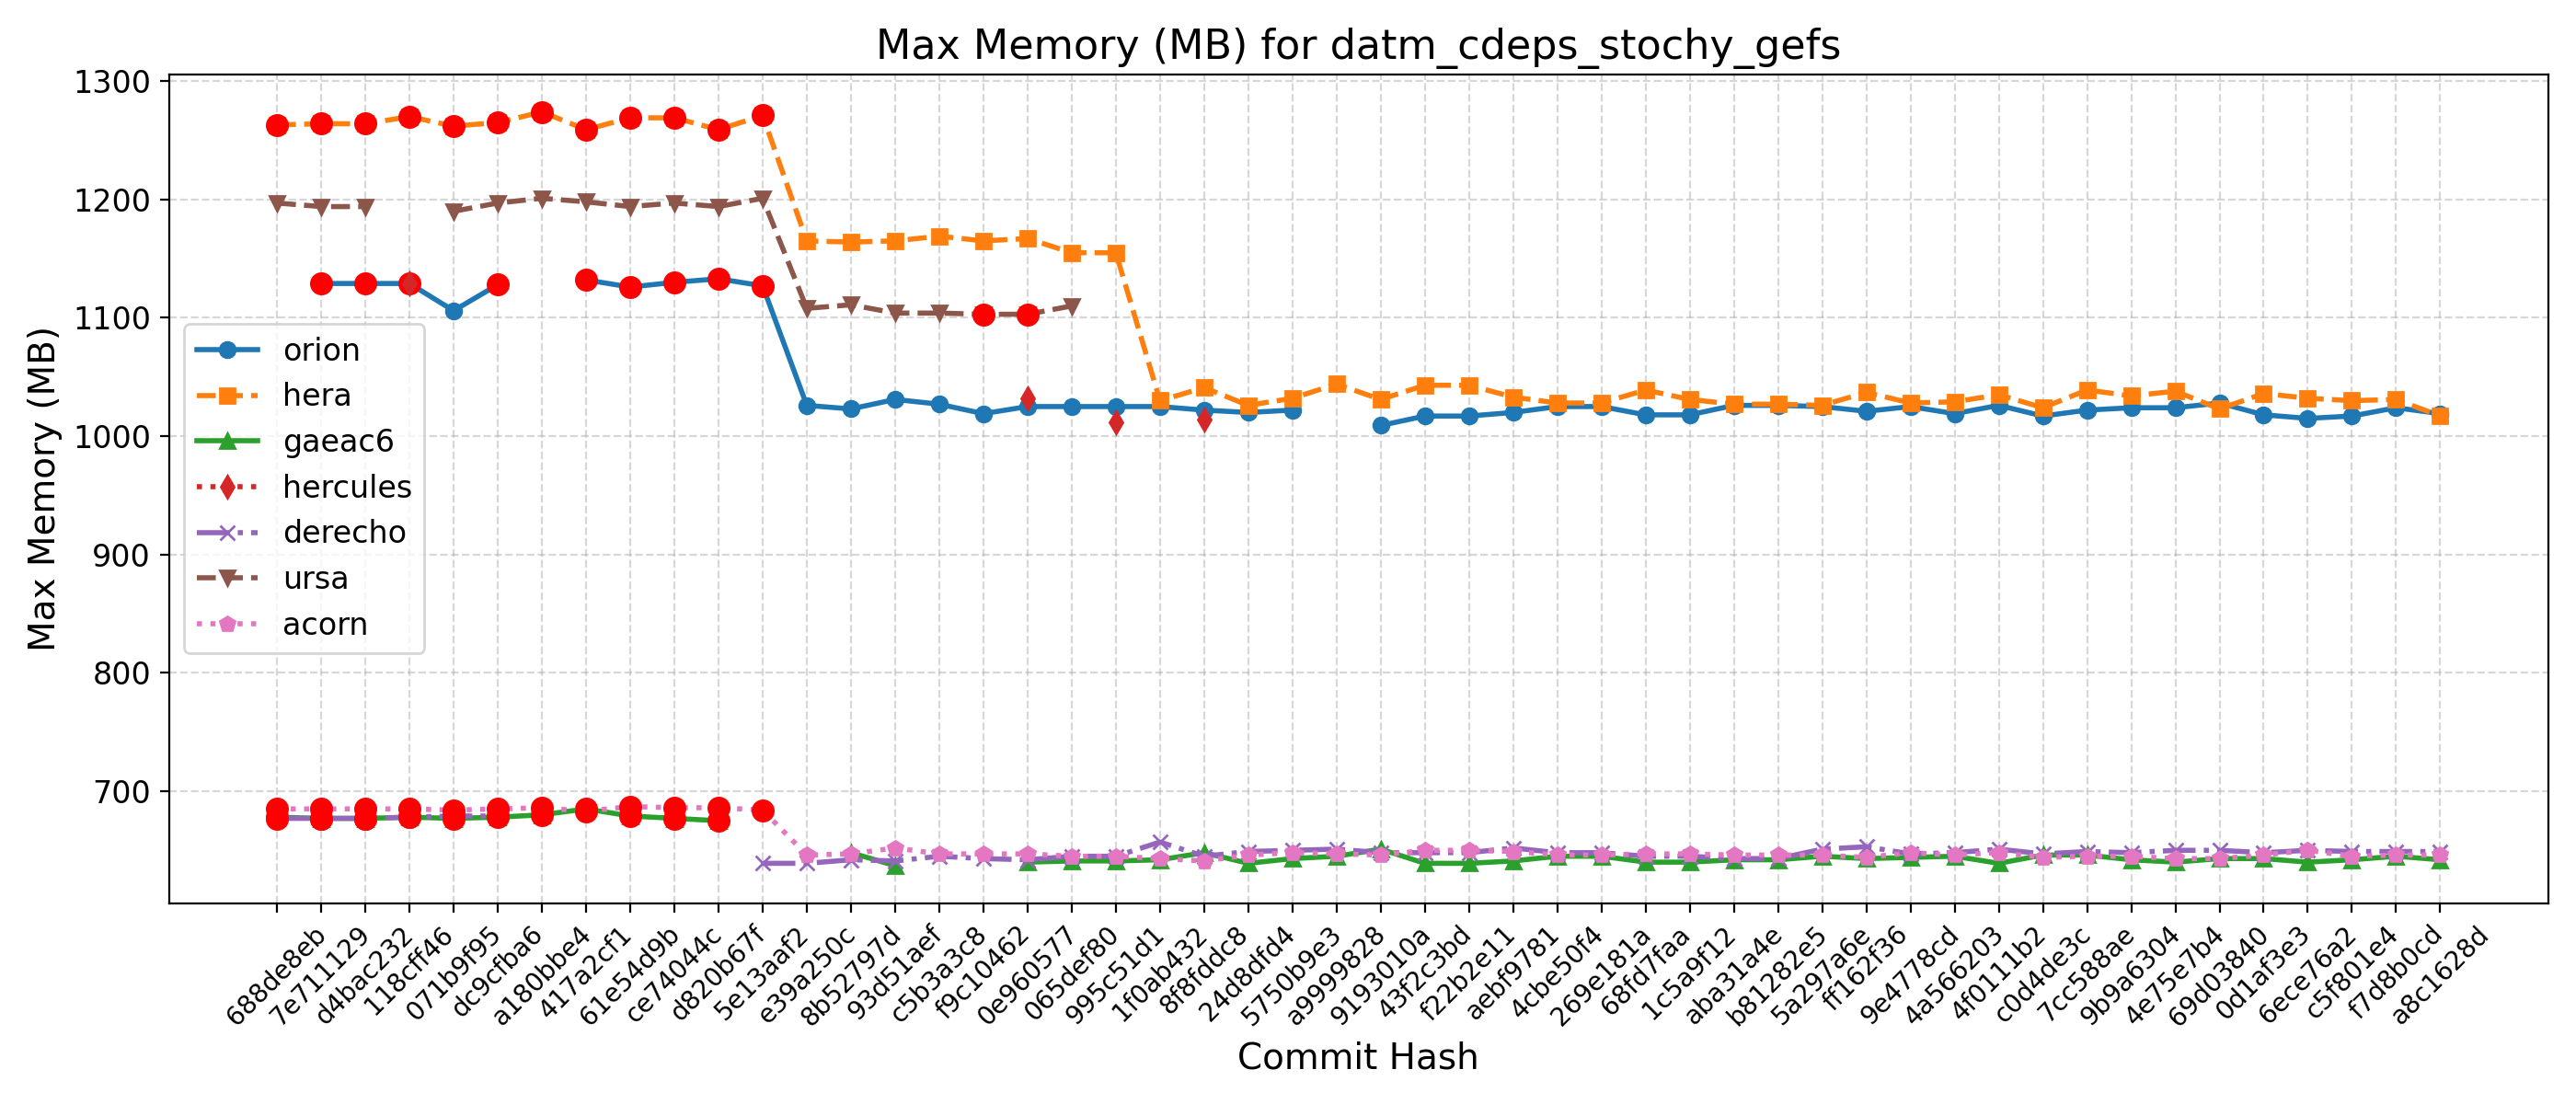 Max Memory (MB) for datm_cdeps_stochy_gefs
Max Memory (MB)
1300
1200
1100
1000
900
800
700
orion
hera
gaeac6
hercules
derecho
ursa
acorn
688de8eb
7e711129
d4bac232
118cff46
071b9f95
dc9cfba6
a180bbe4
417a2cf1
61e54d9b
ce74044c
d820b67f
5e13aaf2
e39a250c
8b52797d
93d51aef
c5b3a3c8
f9c10462
0e960577
065def80
995c51d1
1f0ab432
8f8fddc8
24d8dfd4
5750b9e3
a9999828
9193010a
43f2c3bd
f22b2e11
aebf9781
4cbe50f4
269e181a
68fd7faa
1c5a9f12
aba31a4e
b81282e5
5a297a6e
ff162f36
9e4778cd
4a566203
4f0111b2
c0d4de3c
7cc588ae
9b9a6304
4e75e7b4
69d03840
0d1af3e3
6ece76a2
c5f801e4
f7d8b0cd
a8c1628d
Commit Hash